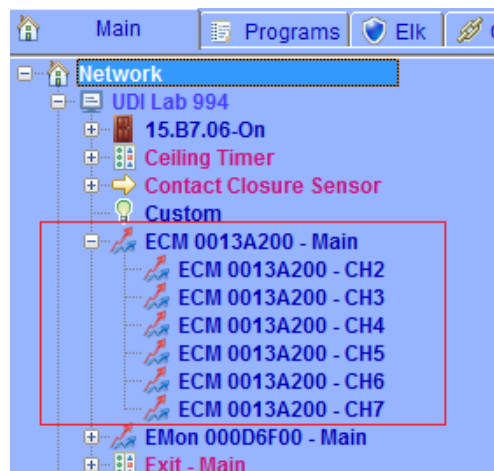 Main Programs Elk
Network
UDI Lab 994
15.B7.06-On
Ceiling Timer
Contact Closure Sensor
Custom
ECM 0013A200 - Main
ECM 0013A200 - CH2
ECM 0013A200 - CH3
ECM 0013A200 - CH4
ECM 0013A200 - CH5
ECM 0013A200 - CH6
ECM 0013A200 - CH7
EMon 000D6F00 - Main
Exit - Main